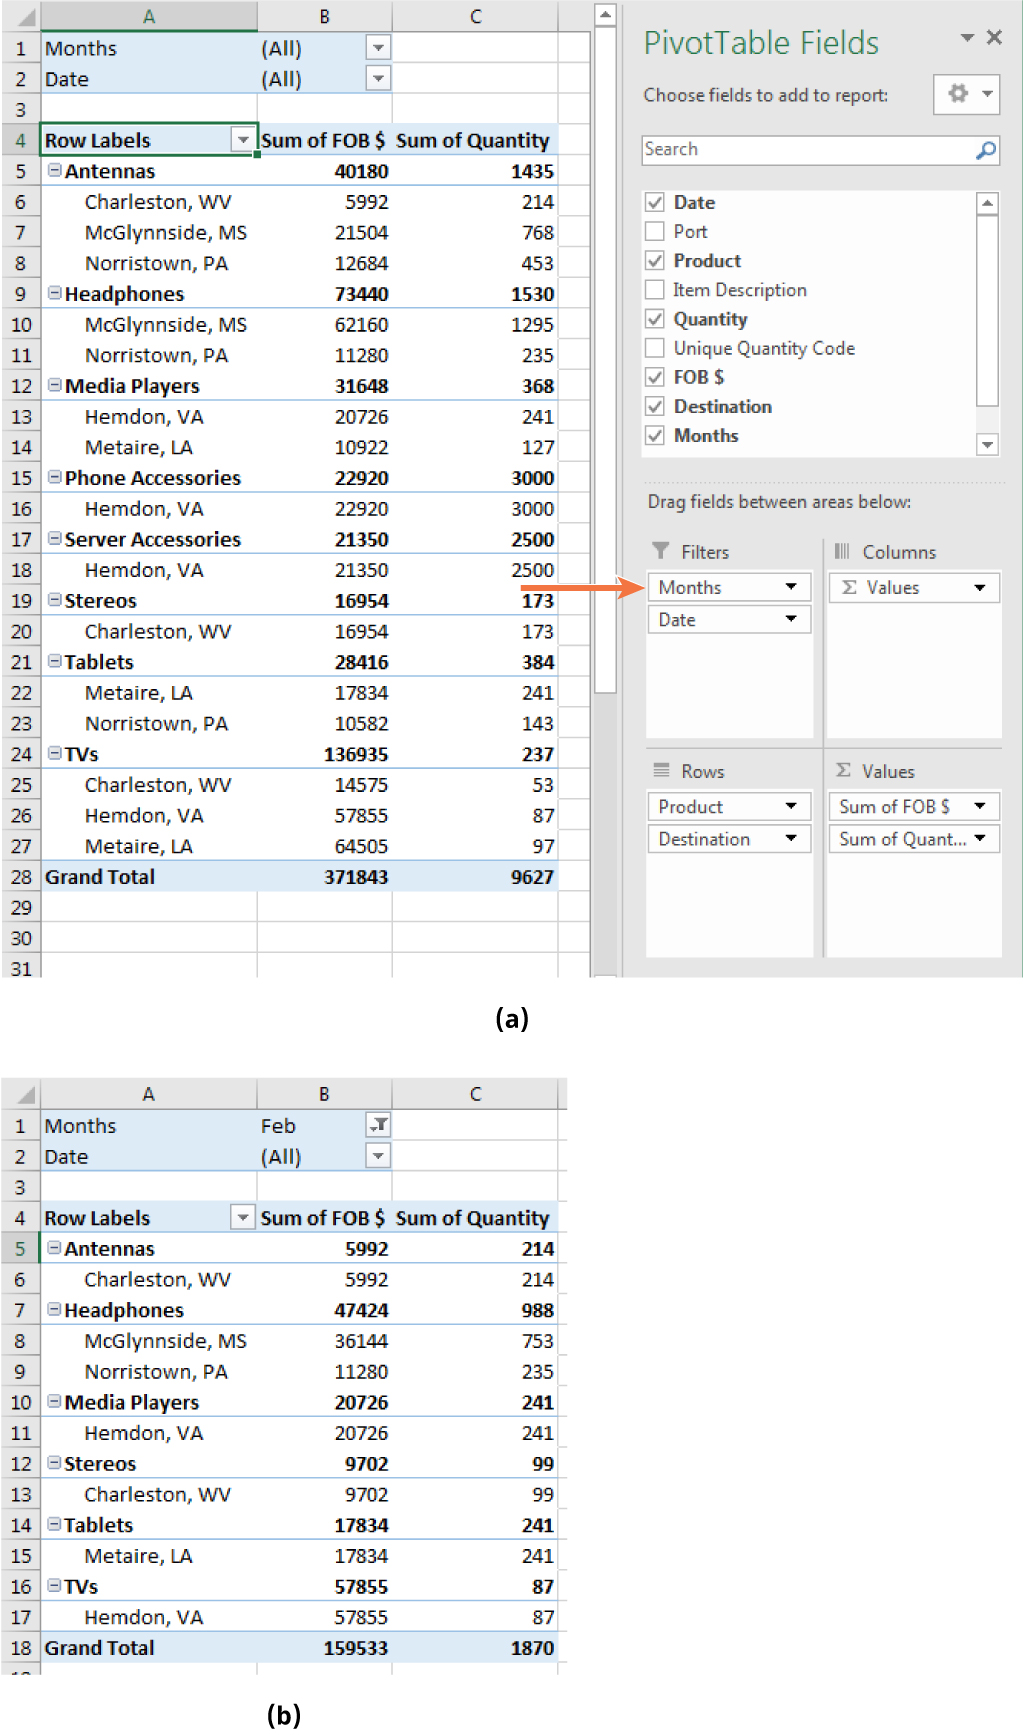 A B C
1 Months (All)
2 Date (All)
3
4 Row Labels Sum of FOB $ Sum of Quantity
5 Antennas 40180 1435
6 Charleston, WV 5992 214
7 McGlynnside, MS 21504 768
8 Norristown, PA 12684 453
9 Headphones 73440 1530
10 McGlynnside, MS 62160 1295
11 Norristown, PA 11280 235
12 Media Players 31648 368
13 Hemdon, VA 20726 241
14 Metaire, LA 10922 127
15 Phone Accessories 22920 3000
16 Hemdon, VA 22920 3000
17 Server Accessories 21350 2500
18 Hemdon, VA 21350 2500
19 Stereos 16954 173
20 Charleston, WV 16954 173
21 Tablets 28416 384
22 Metaire, LA 17834 241
23 Norristown, PA 10582 143
24 TVs 136935 237
25 Charleston, WV 14575 53
26 Hemdon, VA 57855 87
27 Metaire, LA 64505 97
28 Grand Total 371843 9627
29
30
31
PivotTable Fields
Choose fields to add to report:
Search
Date
Port
Product
Item Description
Quantity
Unique Quantity Code
FOB $
Destination
Months
Drag fields between areas below:
Filters
Months
Date
Columns
Σ Values
Rows
Product
Destination
Σ Values
Sum of FOB $
Sum of Quant...
(a)
A B C
1 Months Feb
2 Date (All)
3
4 Row Labels Sum of FOB $ Sum of Quantity
5 Antennas 5992 214
6 Charleston, WV 5992 214
7 Headphones 47424 988
8 McGlynnside, MS 36144 753
9 Norristown, PA 11280 235
10 Media Players 20726 241
11 Hemdon, VA 20726 241
12 Stereos 9702 99
13 Charleston, WV 9702 99
14 Tablets 17834 241
15 Metaire, LA 17834 241
16 TVs 57855 87
17 Hemdon, VA 57855 87
18 Grand Total 159533 1870
(b)